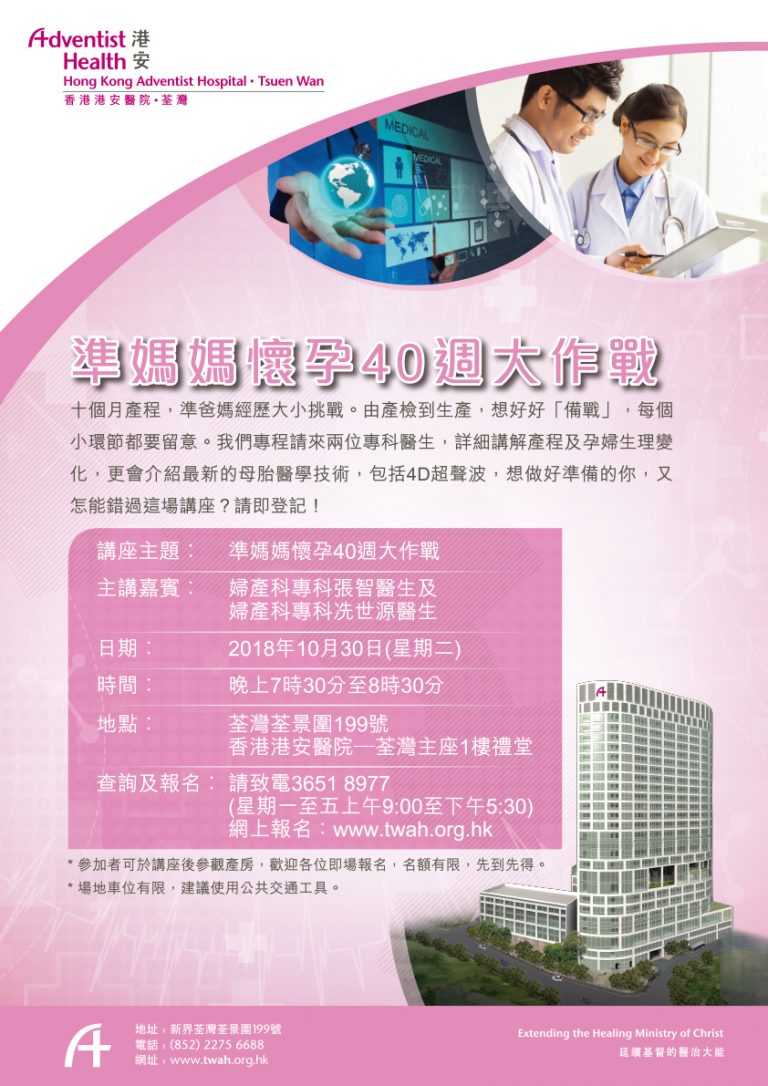 Adventist 港
Health 安
Hong Kong Adventist Hospital • Tsuen Wan
香港港安醫院•荃灣
MEDICAL
MEDICAL
準媽媽懷孕40週大作戰
十個月產程，準爸媽經歷大小挑戰。由產檢到生產，想好好「備戰」，每個
小環節都要留意。我們專程請來兩位專科醫生，詳細講解產程及孕婦生理變
化，更會介紹最新的母胎醫學技術，包括4D超聲波，想做好準備的你，又
怎能錯過這場講座？請即登記！
講座主題： 準媽媽懷孕40週大作戰
主講嘉賓： 婦產科專科張智醫生及
婦產科專科冼世源醫生
日期： 2018年10月30日(星期二)
時間： 晚上7時30分至8時30分
地點： 荃灣荃景圍199號
香港港安醫院—荃灣主座1樓禮堂
查詢及報名： 請致電3651 8977
(星期一至五上午9:00至下午5:30)
網上報名：www.twah.org.hk
* 參加者可於講座後參觀產房，歡迎各位即場報名，名額有限，先到先得。
* 場地車位有限，建議使用公共交通工具。
地址：新界荃灣荃景圍199號
電話：(852) 2275 6688
網址：www.twah.org.hk
Extending the Healing Ministry of Christ
延續基督的醫治大能